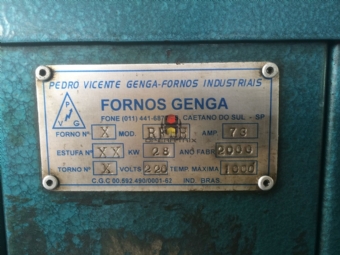 PEDRO VICENTE GENGA-FORNOS INDUSTRIAIS
P
V G
FORNOS GENGA
FONE (011) 441-687 CAETANO DO SUL - SP
FORNO Nº X MOD. AMP. 73
ESTUFA Nº XX KW 28 ANO FABR. 2000
TORNO Nº X VOLTS 220 TEMP. MAXIMA 1000
C.G.C IND. BRAS.